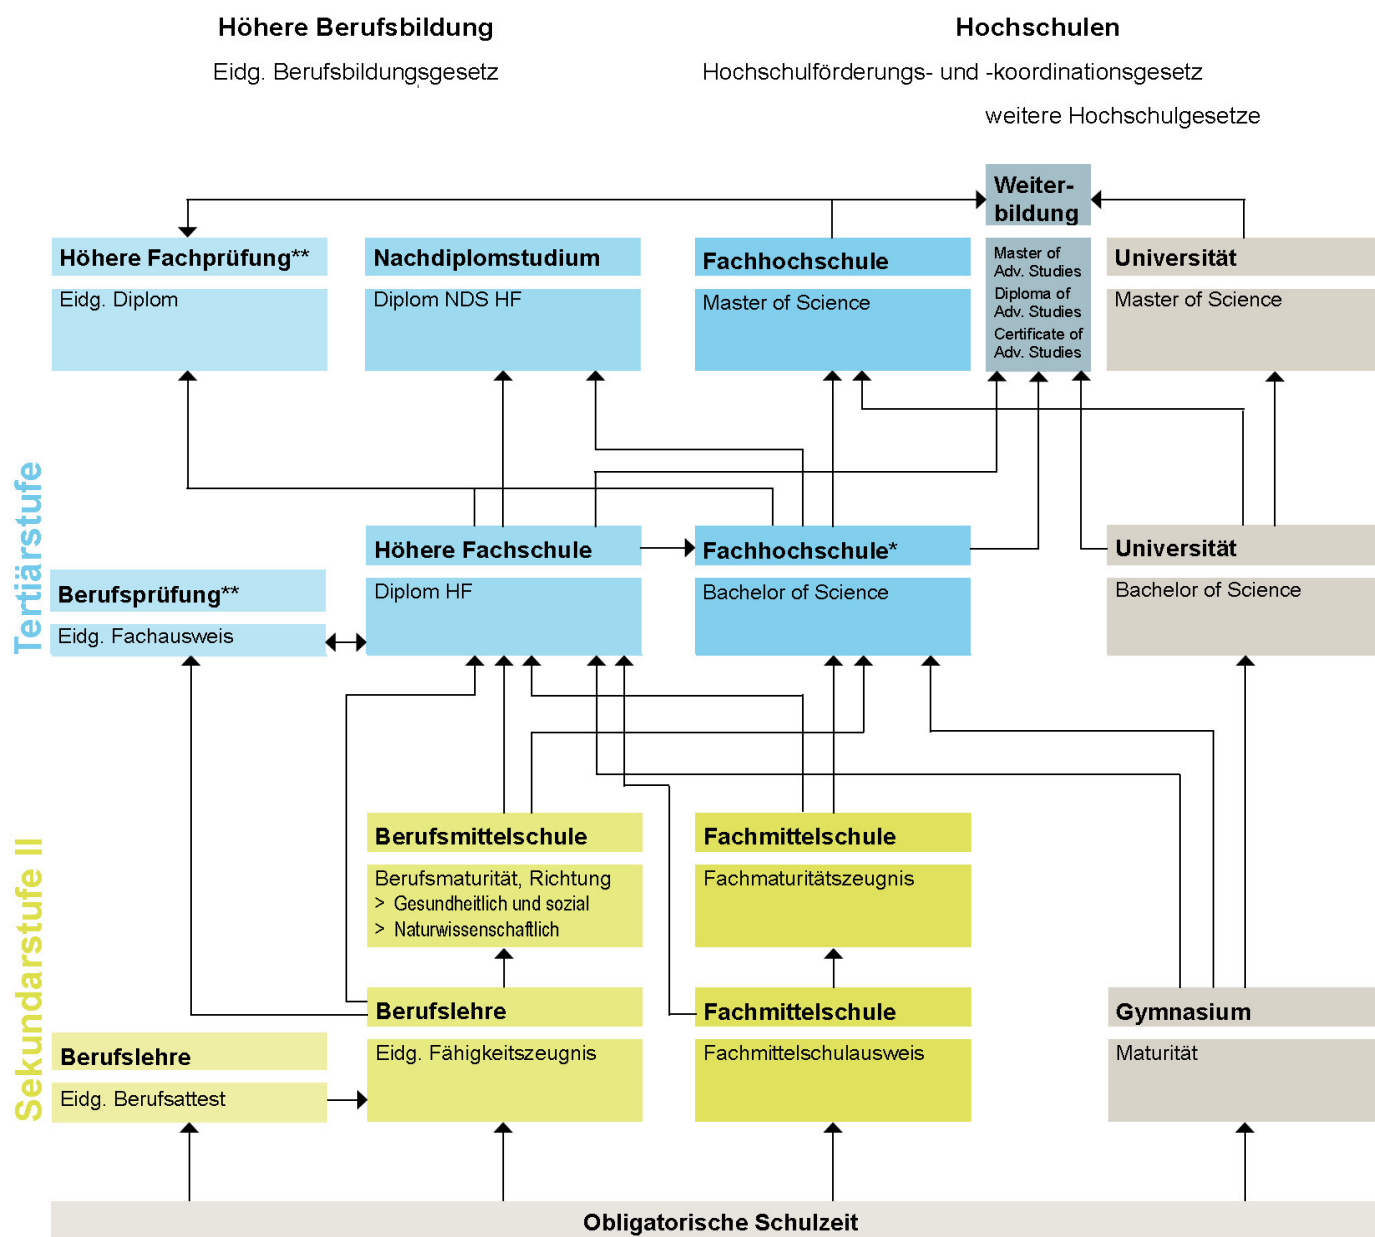 Höhere Berufsbildung
Eidg. Berufsbildungsgesetz
Hochschulen
Hochschulförderungs- und -koordinationsgesetz
weitere Hochschulgesetze
Weiter-
bildung
Höhere Fachprüfung**
Eidg. Diplom
Nachdiplomstudium
Diplom NDS HF
Fachhochschule
Master of Science
Master of
Adv. Studies
Diploma of
Adv. Studies
Certificate of
Adv. Studies
Universität
Master of Science
Tertiärstufe
Berufsprüfung**
Eidg. Fachausweis
Höhere Fachschule
Diplom HF
Fachhochschule*
Bachelor of Science
Universität
Bachelor of Science
Sekundarstufe II
Berufsmittelschule
Berufsmaturität, Richtung
> Gesundheitlich und sozial
> Naturwissenschaftlich
Fachmittelschule
Fachmaturitätszeugnis
Berufslehre
Eidg. Berufsattest
Berufslehre
Eidg. Fähigkeitszeugnis
Fachmittelschule
Fachmittelschulausweis
Gymnasium
Maturität
Obligatorische Schulzeit